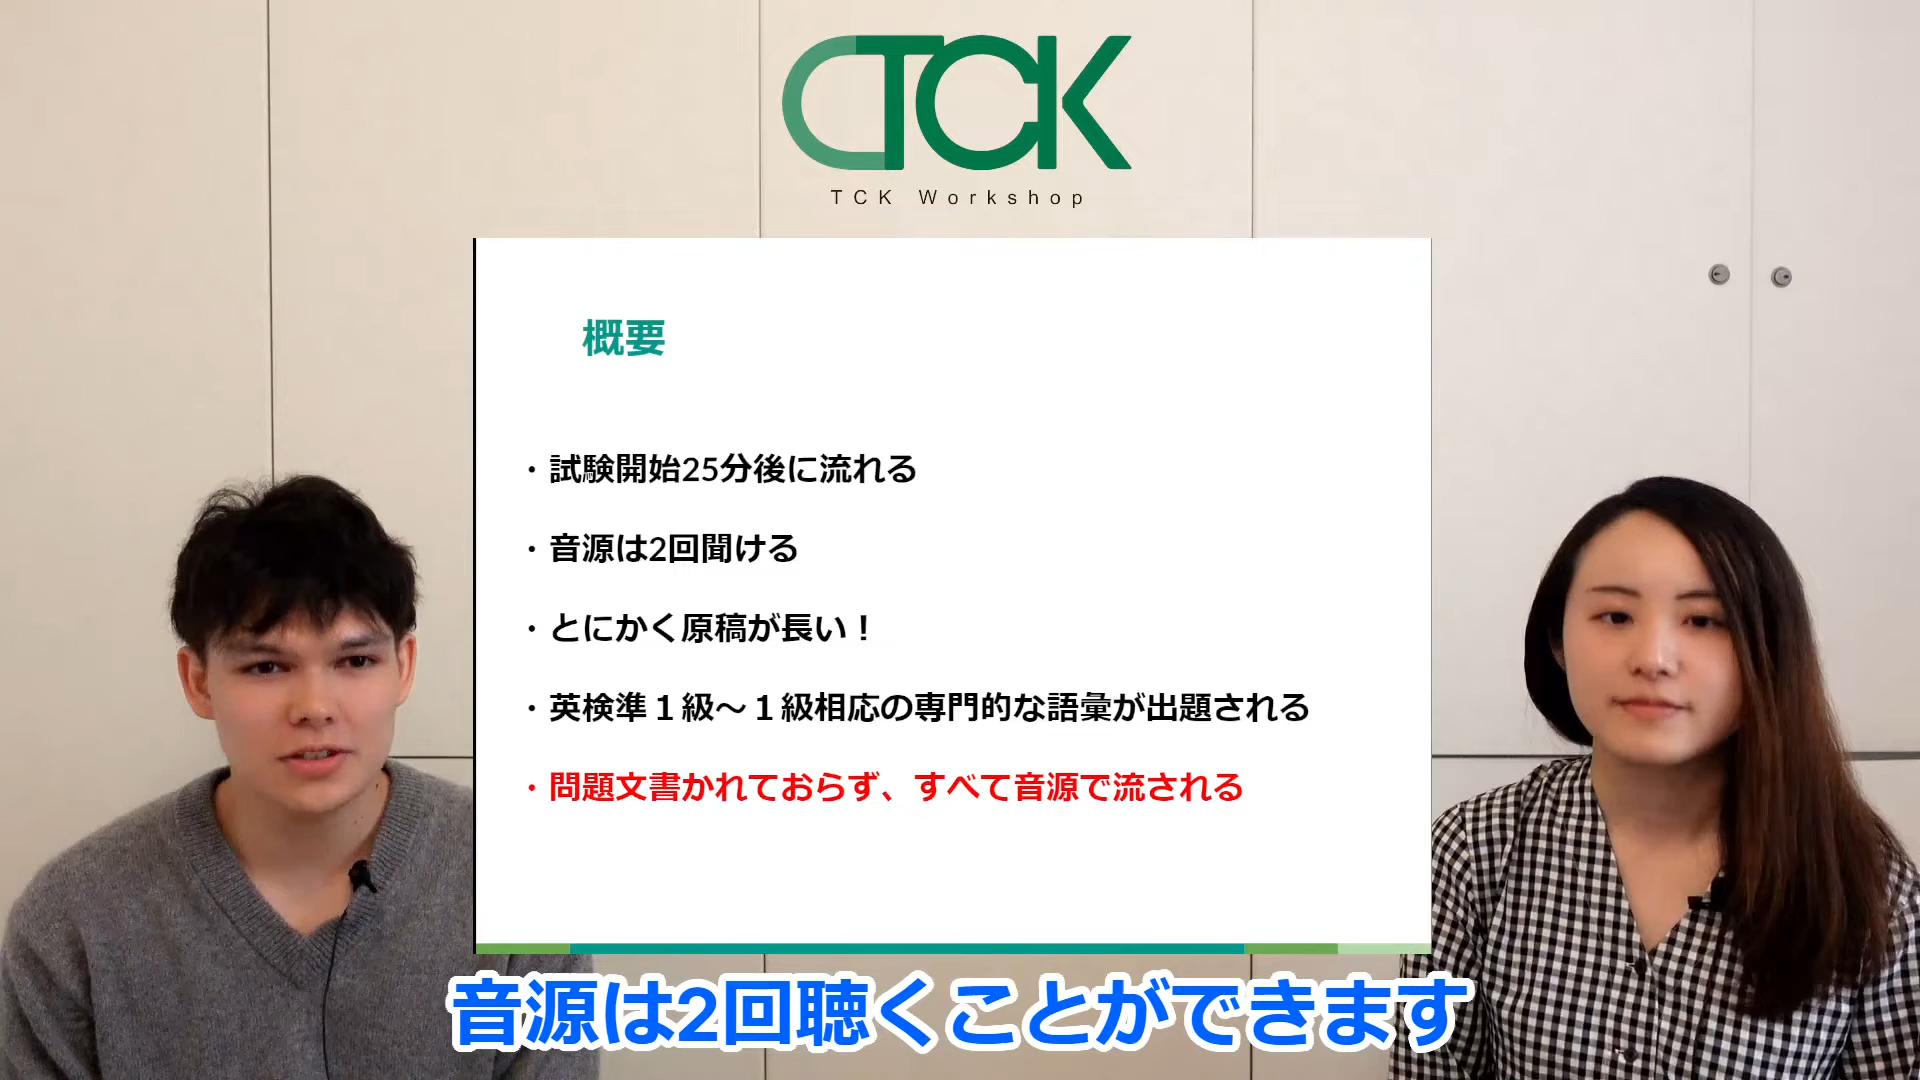 TCK
TCK Workshop
概要
・試験開始25分後に流れる
・音源は2回聞ける
・とにかく原稿が長い！
・英検準１級～１級相応の専門的な語彙が出題される
・問題文書かれておらず、すべて音源で流される
音源は2回聴くことができます